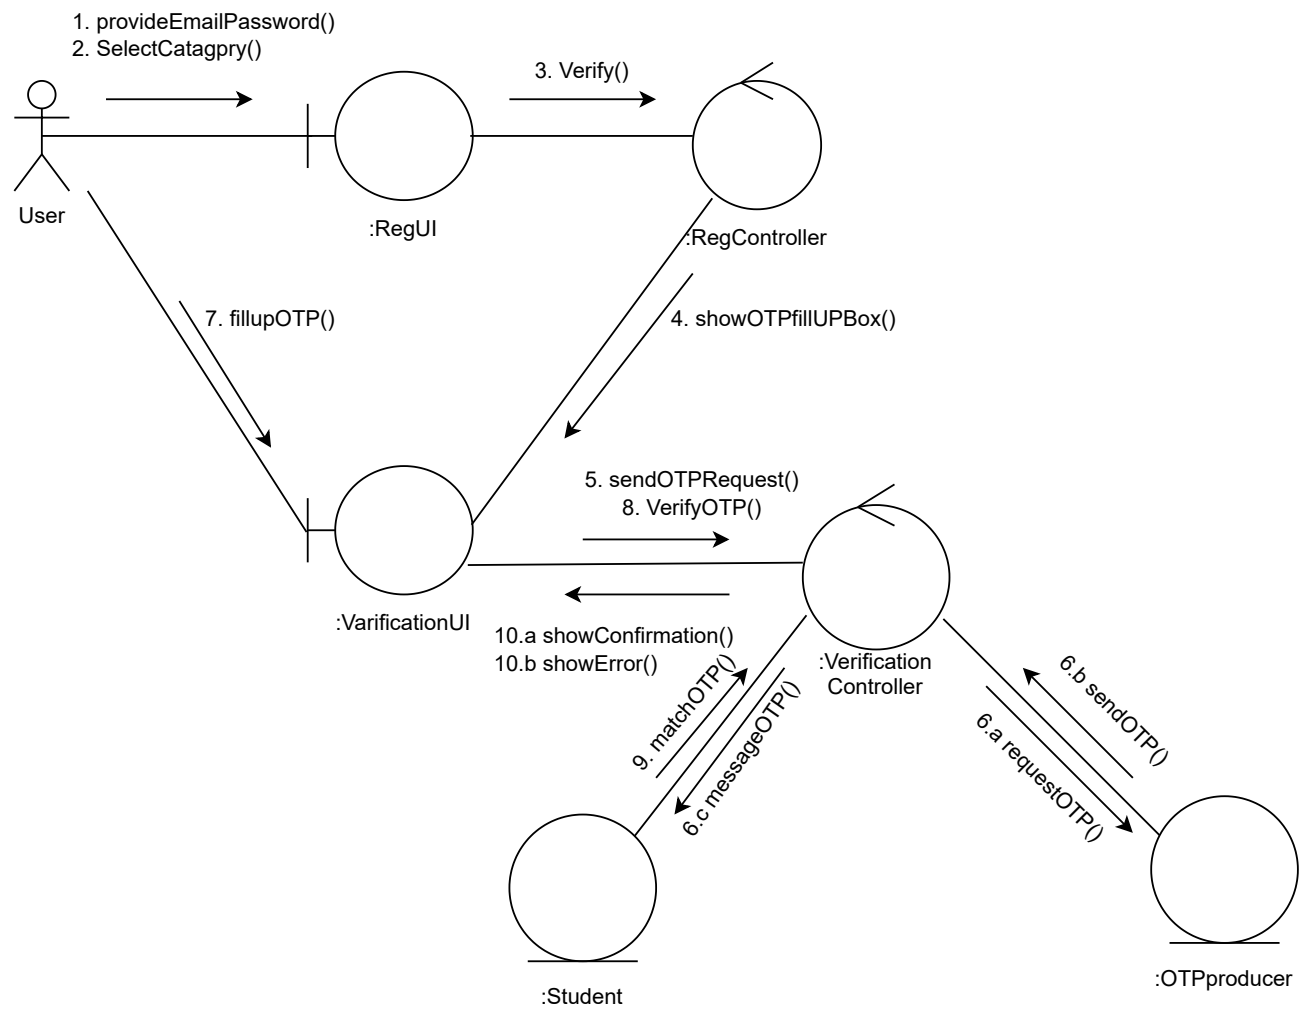 1. provideEmailPassword()
2. SelectCatagpry()
3. Verify()
User
:RegUI
:RegController
7. fillupOTP()
4. showOTPfillUPBox()
5. sendOTPRequest()
8. VerifyOTP()
:VarificationUI
10.a showConfirmation()
10.b showError()
:Verification
Controller
9. matchOTP()
6.c messageOTP()
6.b sendOTP()
6.a requestOTP()
:Student
:OTPproducer